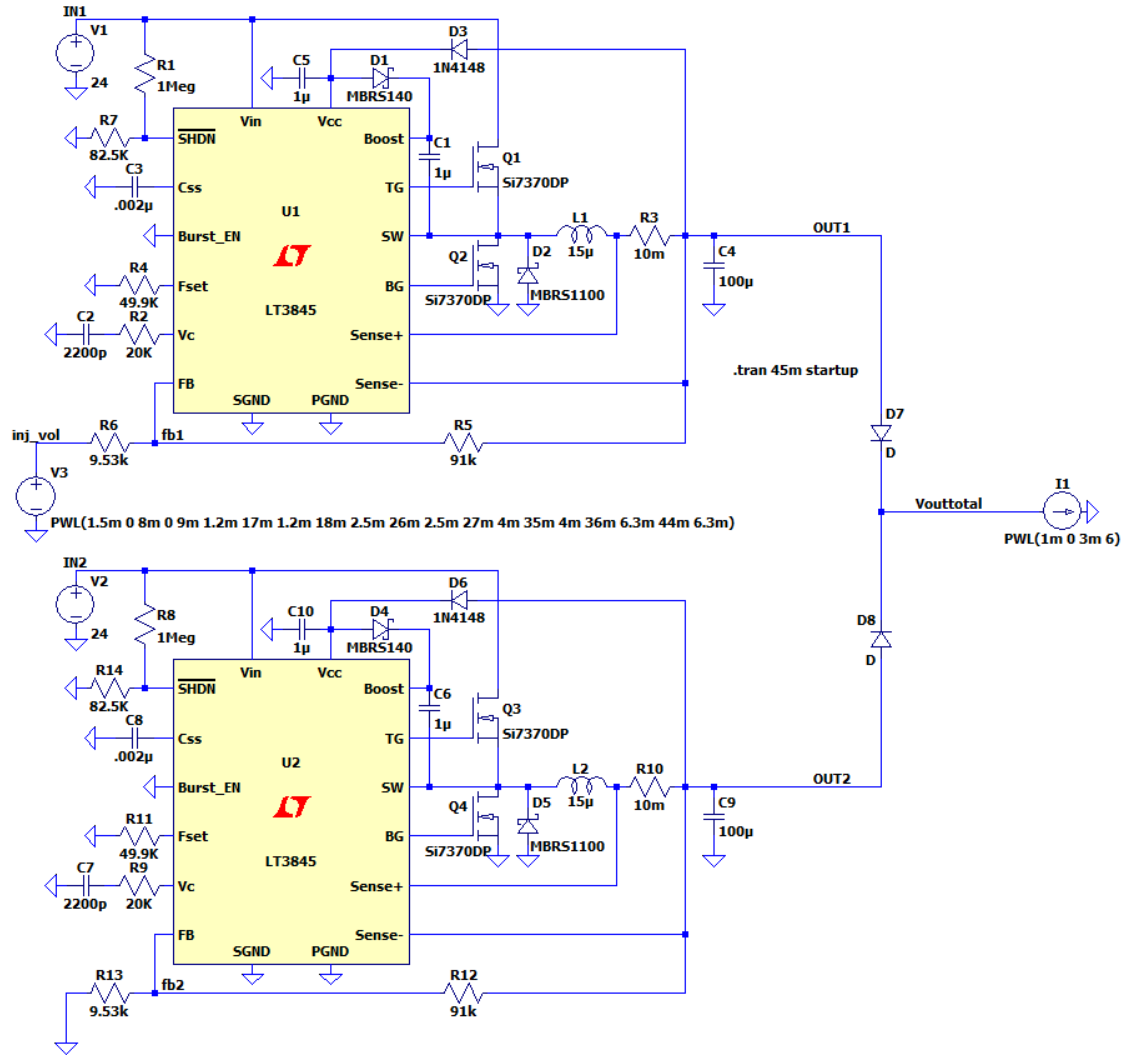 IN1
V1
24
R1
1Meg
R7
82.5K
C3
.002µ
R4
49.9K
C2
2200p
R2
20K
C5
1µ
D1
MBRS140
D3
1N4148
Vin
Vcc
SHDN
Boost
Css
TG
U1
Burst_EN
SW
Fset
BG
LT3845
Vc
Sense+
FB
Sense-
SGND
PGND
C1
1µ
Q1
Si7370DP
Q2
Si7370DP
D2
MBRS1100
L1
15µ
R3
10m
OUT1
C4
100µ
.tran 45m startup
inj_vol
R6
9.53k
fb1
R5
91k
V3
PWL(1.5m 0 8m 0 9m 1.2m 17m 1.2m 18m 2.5m 26m 2.5m 27m 4m 35m 4m 36m 6.3m 44m 6.3m)
D7
D
Vouttotal
I1
PWL(1m 0 3m 6)
D8
D
IN2
V2
24
R8
1Meg
R14
82.5K
C8
.002µ
R11
49.9K
C7
2200p
R9
20K
C10
1µ
D4
MBRS140
D6
1N4148
Vin
Vcc
SHDN
Boost
Css
TG
U2
Burst_EN
SW
Fset
BG
LT3845
Vc
Sense+
FB
Sense-
SGND
PGND
C6
1µ
Q3
Si7370DP
Q4
Si7370DP
D5
MBRS1100
L2
15µ
R10
10m
OUT2
C9
100µ
R13
9.53k
fb2
R12
91k